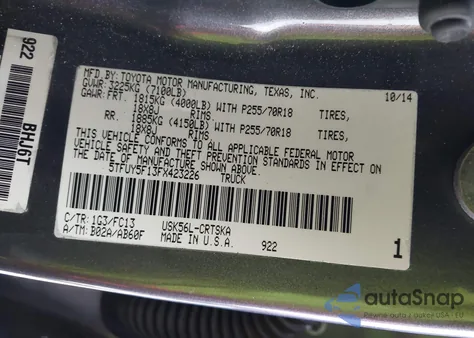 922
BHJ6T
MFD. BY: TOYOTA MOTOR MANUFACTURING, TEXAS, INC. 10/14
GVWR: 3225KG (7100LB)
GAWR: FRT. 1815KG (4000LB) WITH P255/70R18 TIRES,
18X8J RIMS
RR. 1885KG (4150LB) WITH P255/70R18 TIRES,
18X8J RIMS
THIS VEHICLE CONFORMS TO ALL APPLICABLE FEDERAL MOTOR
VEHICLE SAFETY AND THEFT PREVENTION STANDARDS IN EFFECT
ON THE DATE OF MANUFACTURE SHOWN ABOVE.
5TFUY5F13FX423226 TRUCK
C/TR: 1G3/FC13 USK56L-CRTSKA
A/TM: B02A/AB60F MADE IN U.S.A. 922 1
autoSnap